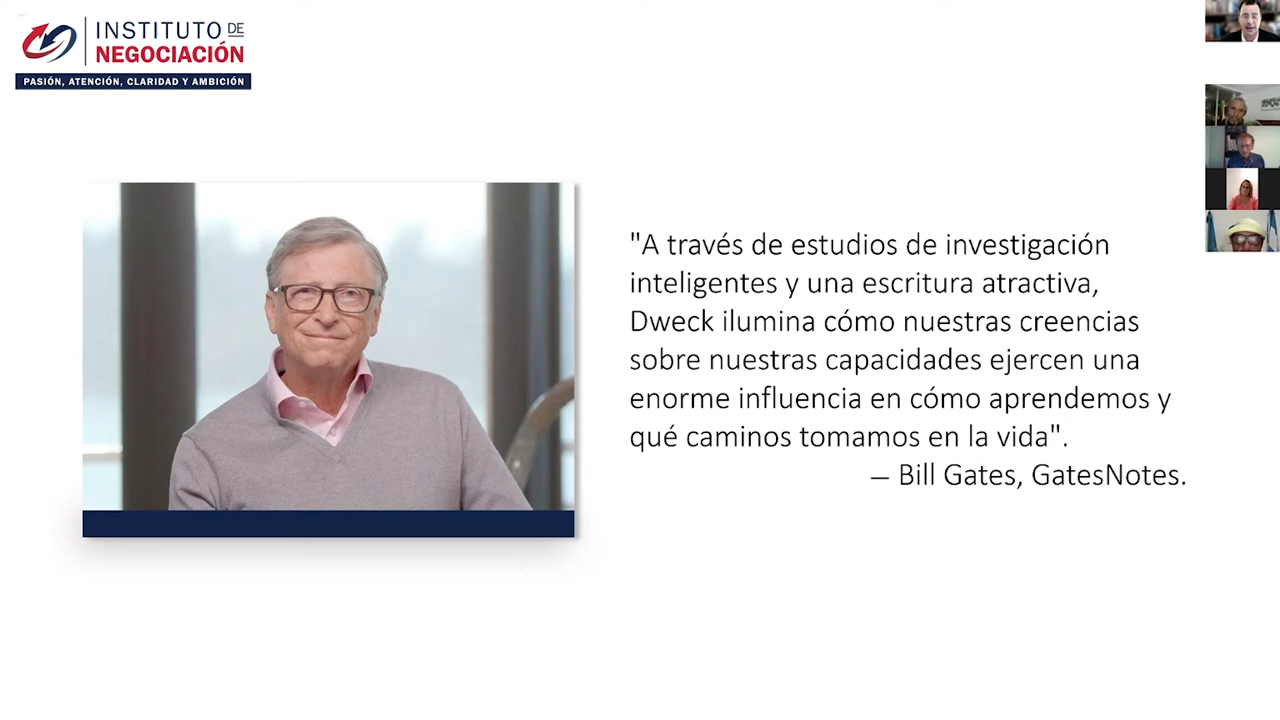 INSTITUTO DE
NEGOCIACIÓN
PASIÓN, ATENCIÓN, CLARIDAD Y AMBICIÓN
"A través de estudios de investigación
inteligentes y una escritura atractiva,
Dweck ilumina cómo nuestras creencias
sobre nuestras capacidades ejercen una
enorme influencia en cómo aprendemos y
qué caminos tomamos en la vida".
— Bill Gates, GatesNotes.